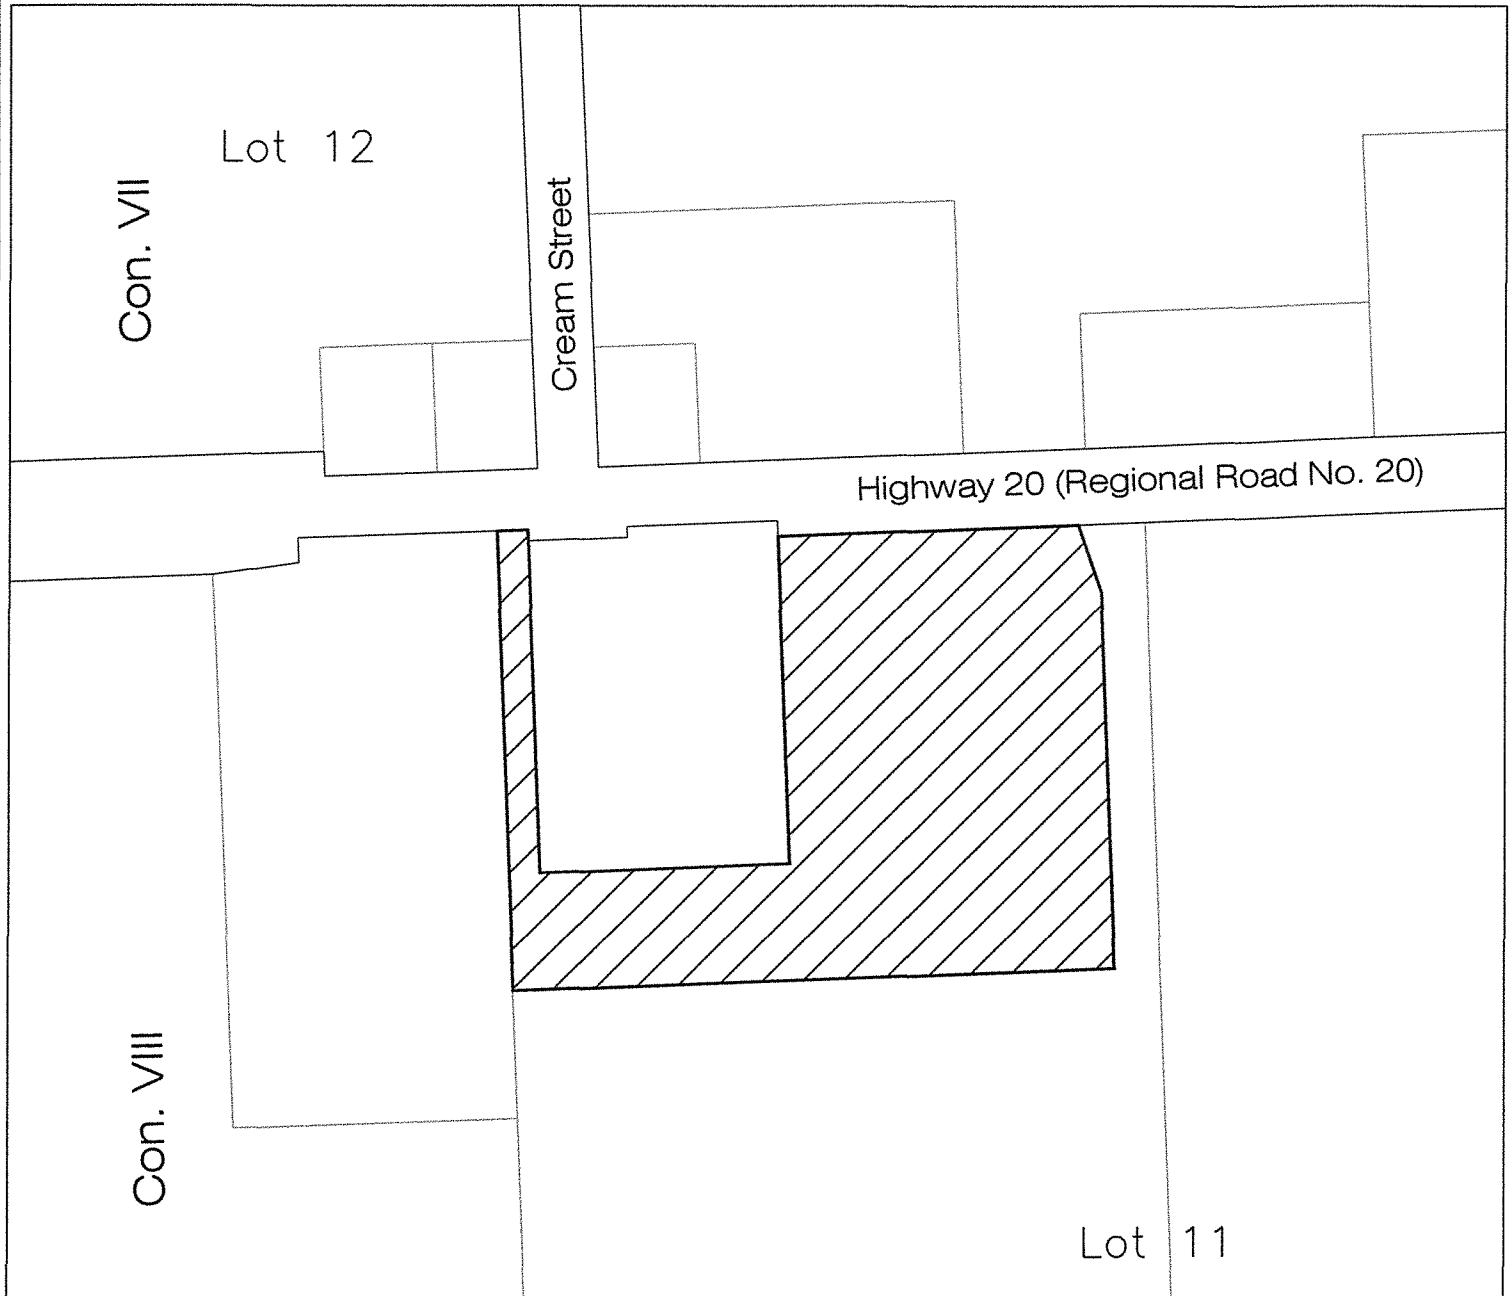 Lot 12
Con. VII
Cream Street
Highway 20 (Regional Road No. 20)
Con. VIII
Lot 11